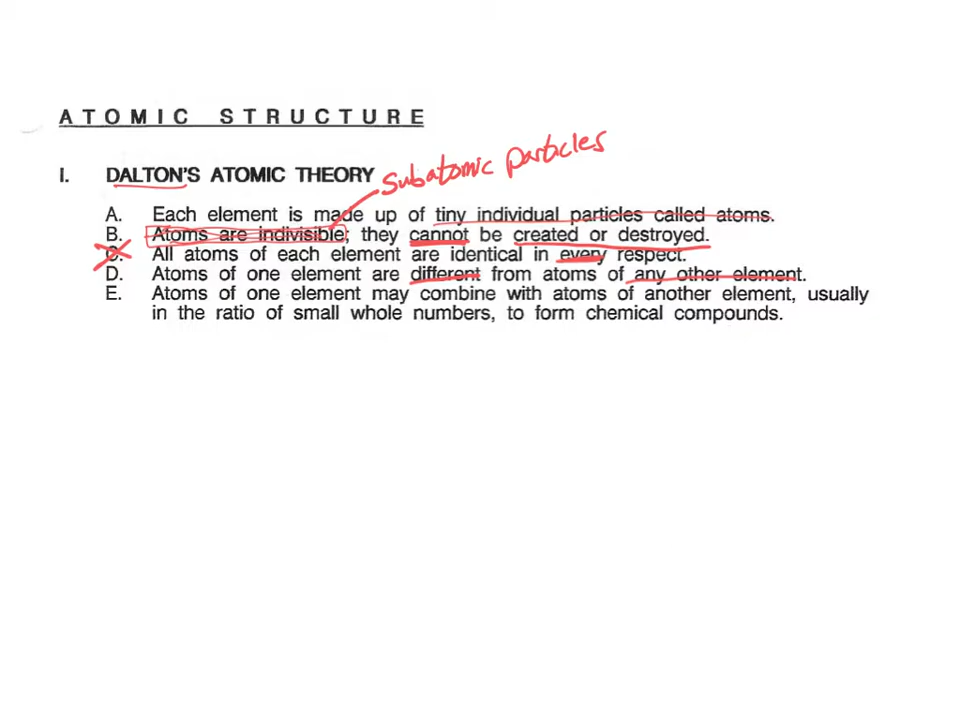 ATOMIC STRUCTURE
Subatomic particles
I. DALTON'S ATOMIC THEORY
A. Each element is made up of tiny individual particles called atoms.
B. Atoms are indivisible; they cannot be created or destroyed.
C. All atoms of each element are identical in every respect.
D. Atoms of one element are different from atoms of any other element.
E. Atoms of one element may combine with atoms of another element, usually
in the ratio of small whole numbers, to form chemical compounds.